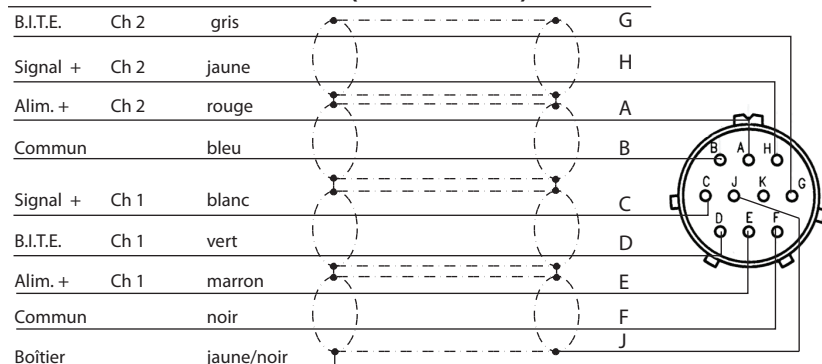 B.I.T.E. Ch 2 gris G
Signal + Ch 2 jaune H
Alim. + Ch 2 rouge A
Commun bleu B
Signal + Ch 1 blanc C
B.I.T.E. Ch 1 vert D
Alim. + Ch 1 marron E
Commun noir F
Boîtier jaune/noir J
B A H
C J K G
D E F